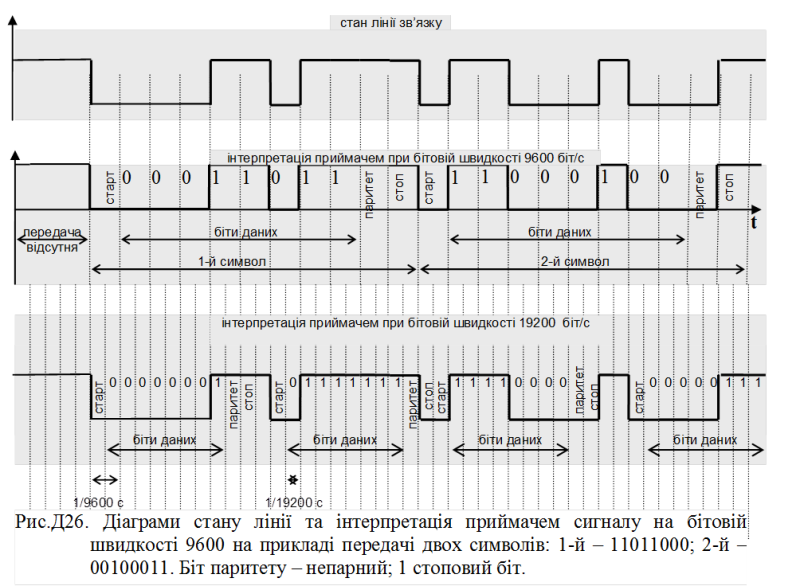 стан лінії зв'язку
інтерпретація приймачем при бітовій швидкості 9600 біт/с
старт 0 0 0 1 1 0 1 1 паритет стоп старт 1 1 0 0 0 1 0 0 паритет стоп
t
передача
відсутня
біти даних біти даних
1-й символ 2-й символ
інтерпретація приймачем при бітовій швидкості 19200 біт/с
старт 0 0 0 0 0 0 0 1 паритет стоп старт 0 1 1 1 1 1 1 1 паритет стоп старт 1 1 1 1 0 0 0 0 паритет стоп старт 0 0 0 0 0 1 1 1
біти даних біти даних біти даних біти даних
1/9600 с 1/19200 с
Рис.Д26. Діаграми стану лінії та інтерпретація приймачем сигналу на бітовій
швидкості 9600 на прикладі передачі двох символів: 1-й – 11011000; 2-й –
00100011. Біт паритету – непарний; 1 стоповий біт.